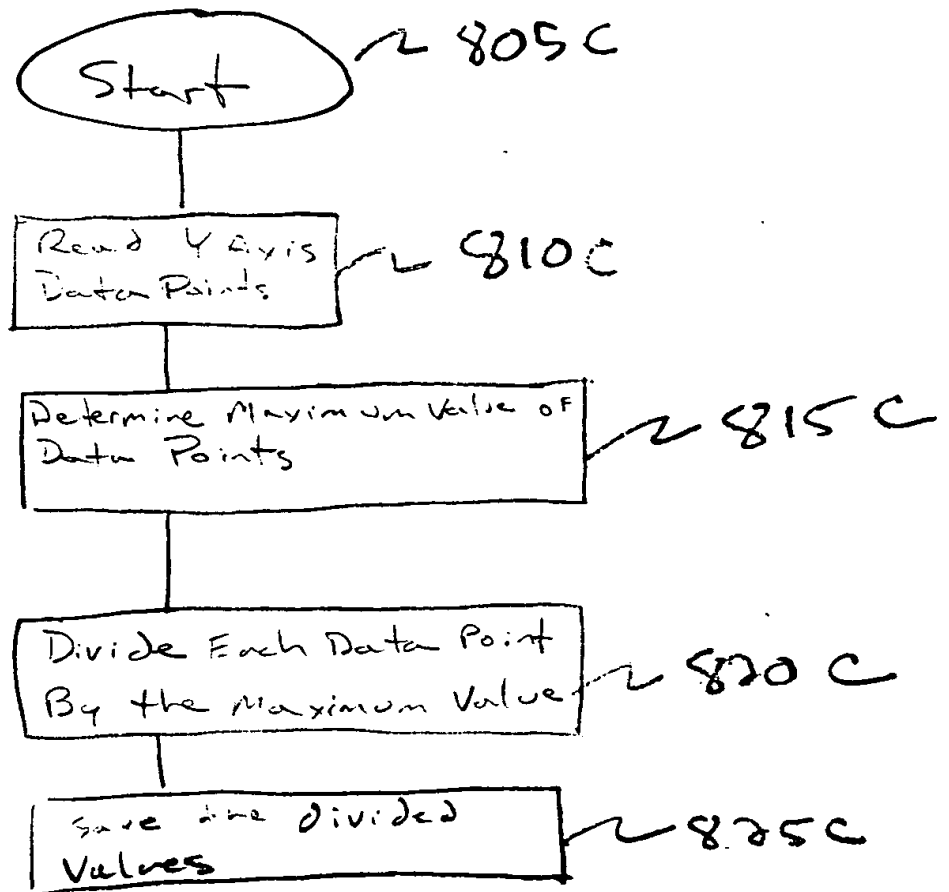 Start
805C
Read Y Axis
Data Points
810C
Determine Maximum Value of
Data Points
815C
Divide Each Data Point
By the Maximum Value
820C
Save the divided
Values
825C